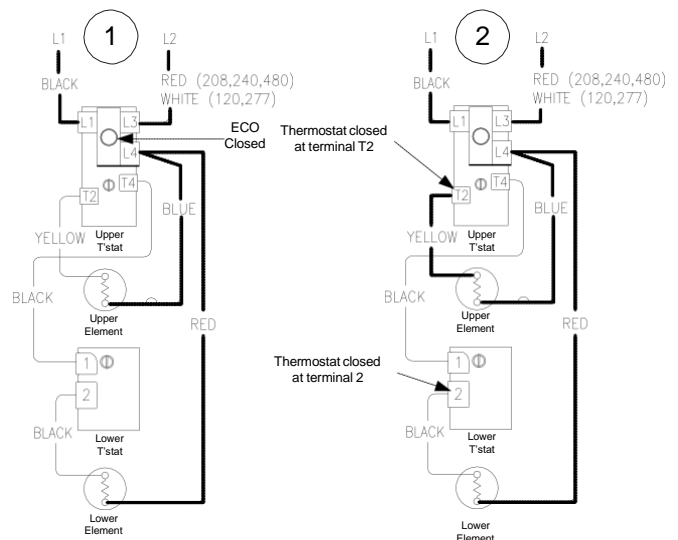 L1
1
L2
BLACK
RED (208,240,480)
WHITE (120,277)
L1
L3
ECO
Closed
L4
T4
T2
BLUE
YELLOW
Upper
T'stat
BLACK
Upper
Element
RED
1
2
BLACK
Lower
T'stat
Lower
Element
L1
2
L2
BLACK
RED (208,240,480)
WHITE (120,277)
Thermostat closed
at terminal T2
L1
L3
L4
T4
T2
BLUE
YELLOW
Upper
T'stat
BLACK
Upper
Element
RED
Thermostat closed
at terminal 2
1
2
BLACK
Lower
T'stat
Lower
Element